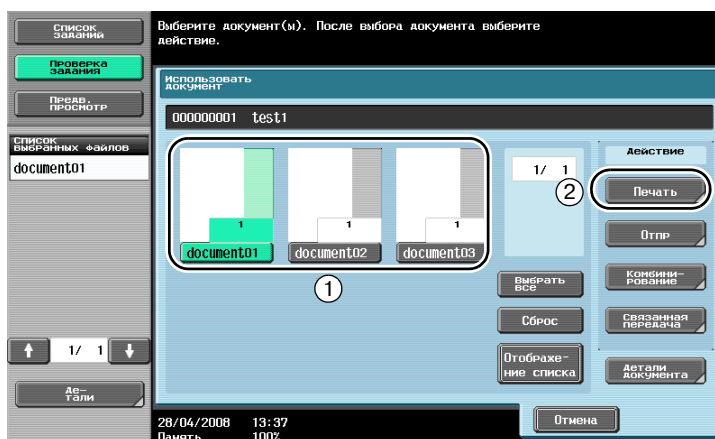 Список
заданий
Проверка
задания
Предв.
просмотр
Список
выбранных файлов
document01
1/ 1
Де-
тали
Выберите документ(ы). После выбора документа выберите
действие.
Использовать
документ
000000001 test1
1
document01
1
document02
1
document03
1
1/ 1
2
Выбрать
все
Сброс
Отображе-
ние списка
Действие
Печать
Отпр
Комбини-
рование
Связанная
передача
Детали
документа
Отмена
28/04/2008 13:37
Память 100%